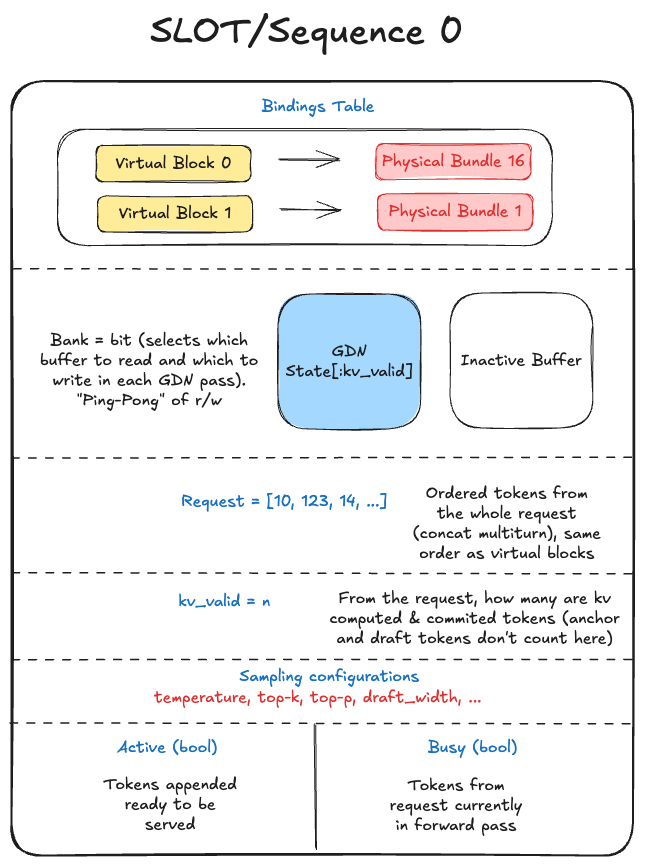 SLOT/Sequence 0
Bindings Table
Virtual Block 0
Physical Bundle 16
Virtual Block 1
Physical Bundle 1
Bank = bit (selects which
buffer to read and which to
write in each GDN pass).
"Ping-Pong" of r/w
GDN
State[:kv_valid]
Inactive Buffer
Request = [10, 123, 14, ...]
Ordered tokens from
the whole request
(concat multiturn), same
order as virtual blocks
kv_valid = n
From the request, how many are kv
computed & commited tokens (anchor
and draft tokens don't count here)
Sampling configurations
temperature, top-k, top-p, draft_width, ...
Active (bool)
Tokens appended
ready to be
served
Busy (bool)
Tokens from
request currently
in forward pass